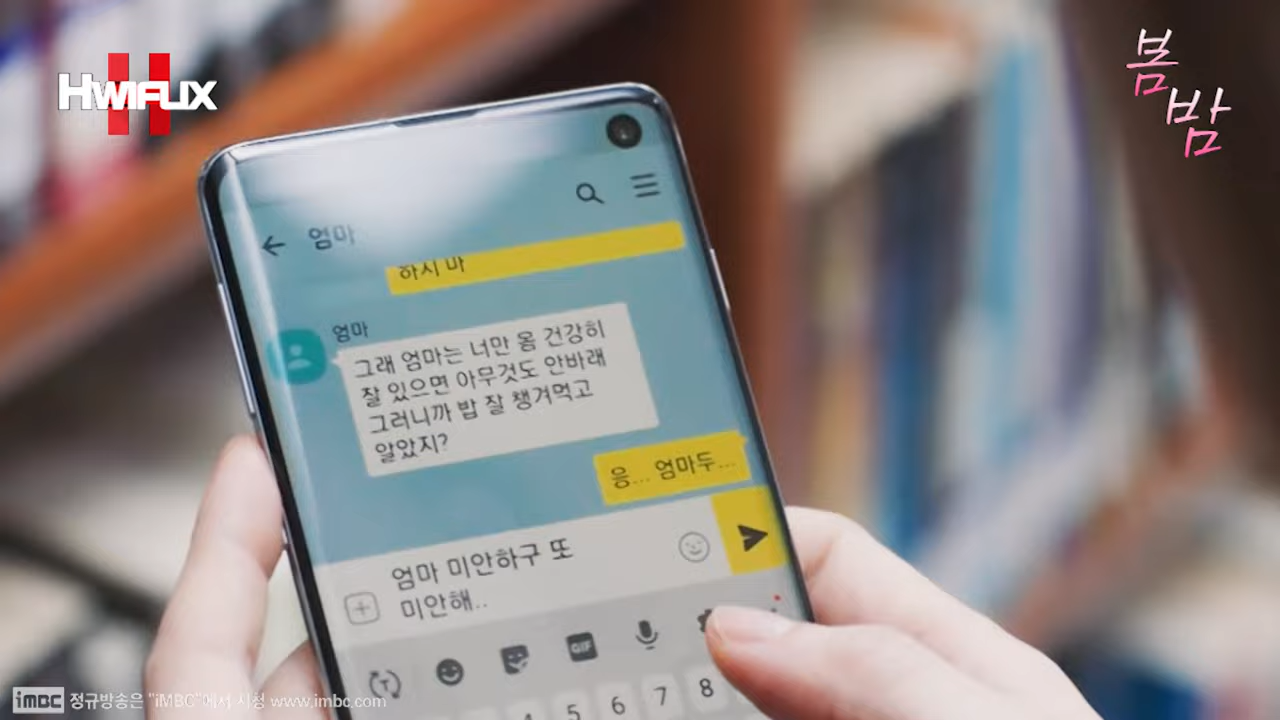 HWIFLIX
봄
밤
엄마
하시 마
엄마
그래 엄마는 너만 몸 건강히
잘 있으면 아무것도 안바래
그러니까 밥 잘 챙겨먹고
알았지?
응... 엄마두...
엄마 미안하구 또
미안해..
GIF
T
4 5 6 7 8
iMBC 정규방송은 "iMBC"에서 시청 www.imbc.com